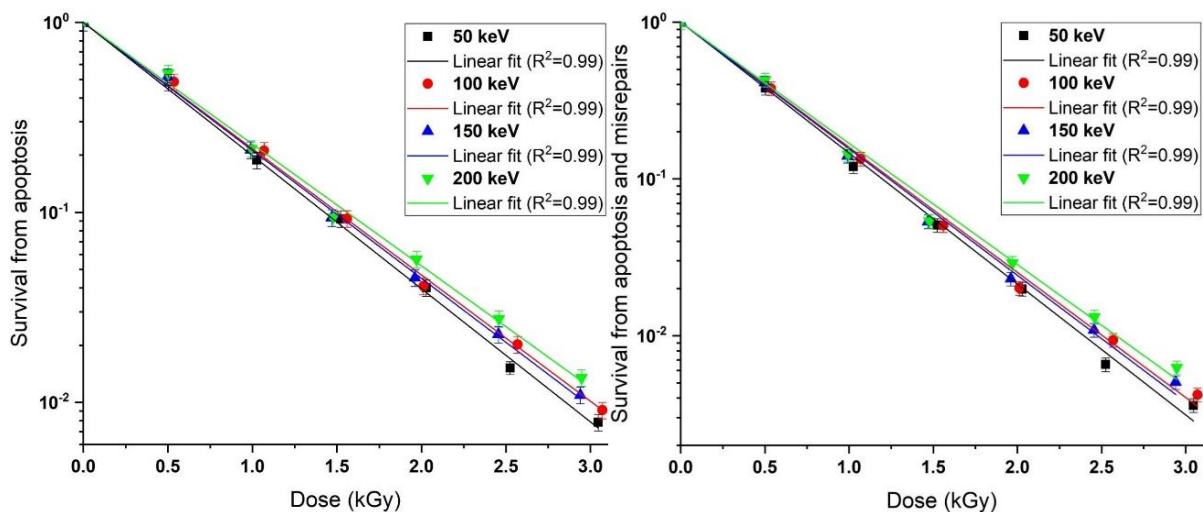 Survival from apoptosis
10^0
10^-1
10^-2
0.0 0.5 1.0 1.5 2.0 2.5 3.0
Dose (kGy)
50 keV
Linear fit (R²=0.99)
100 keV
Linear fit (R²=0.99)
150 keV
Linear fit (R²=0.99)
200 keV
Linear fit (R²=0.99)
Survival from apoptosis and misrepairs
10^0
10^-1
10^-2
0.0 0.5 1.0 1.5 2.0 2.5 3.0
Dose (kGy)
50 keV
Linear fit (R²=0.99)
100 keV
Linear fit (R²=0.99)
150 keV
Linear fit (R²=0.99)
200 keV
Linear fit (R²=0.99)